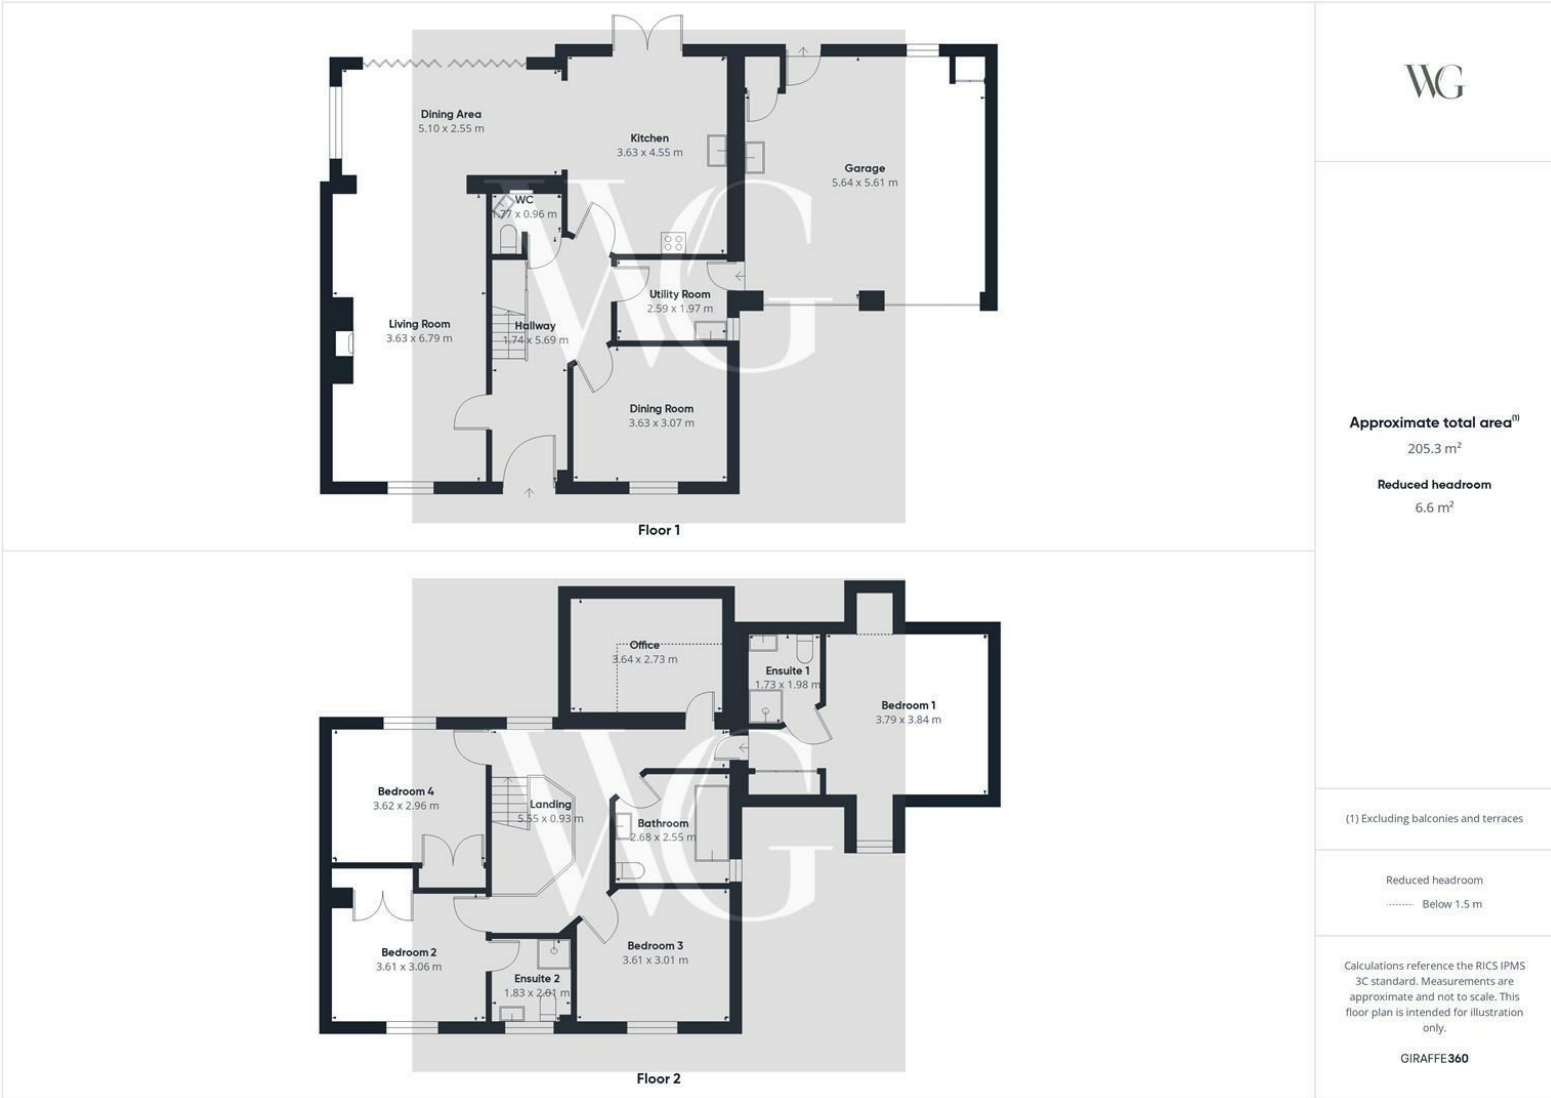 Dining Area
5.10 x 2.55 m
Kitchen
3.63 x 4.55 m
Garage
5.64 x 5.61 m
WC
1.77 x 0.96 m
Utility Room
2.59 x 1.97 m
Living Room
3.63 x 6.79 m
Hallway
1.74 x 5.69 m
Dining Room
3.63 x 3.07 m
WG
Floor 1
Office
3.64 x 2.73 m
Ensuite 1
1.73 x 1.98 m
Bedroom 1
3.79 x 3.84 m
Bedroom 4
3.62 x 2.96 m
Landing
5.55 x 0.93 m
Bathroom
2.68 x 2.55 m
Bedroom 2
3.61 x 3.06 m
Bedroom 3
3.61 x 3.01 m
Ensuite 2
1.83 x 2.01 m
WG
Floor 2
WG
Approximate total area⁽¹⁾
205.3 m²
Reduced headroom
6.6 m²
(1) Excluding balconies and terraces
Reduced headroom
Below 1.5 m
Calculations reference the RICS IPMS
3C standard. Measurements are
approximate and not to scale. This
floor plan is intended for illustration
only.
GIRAFFE360